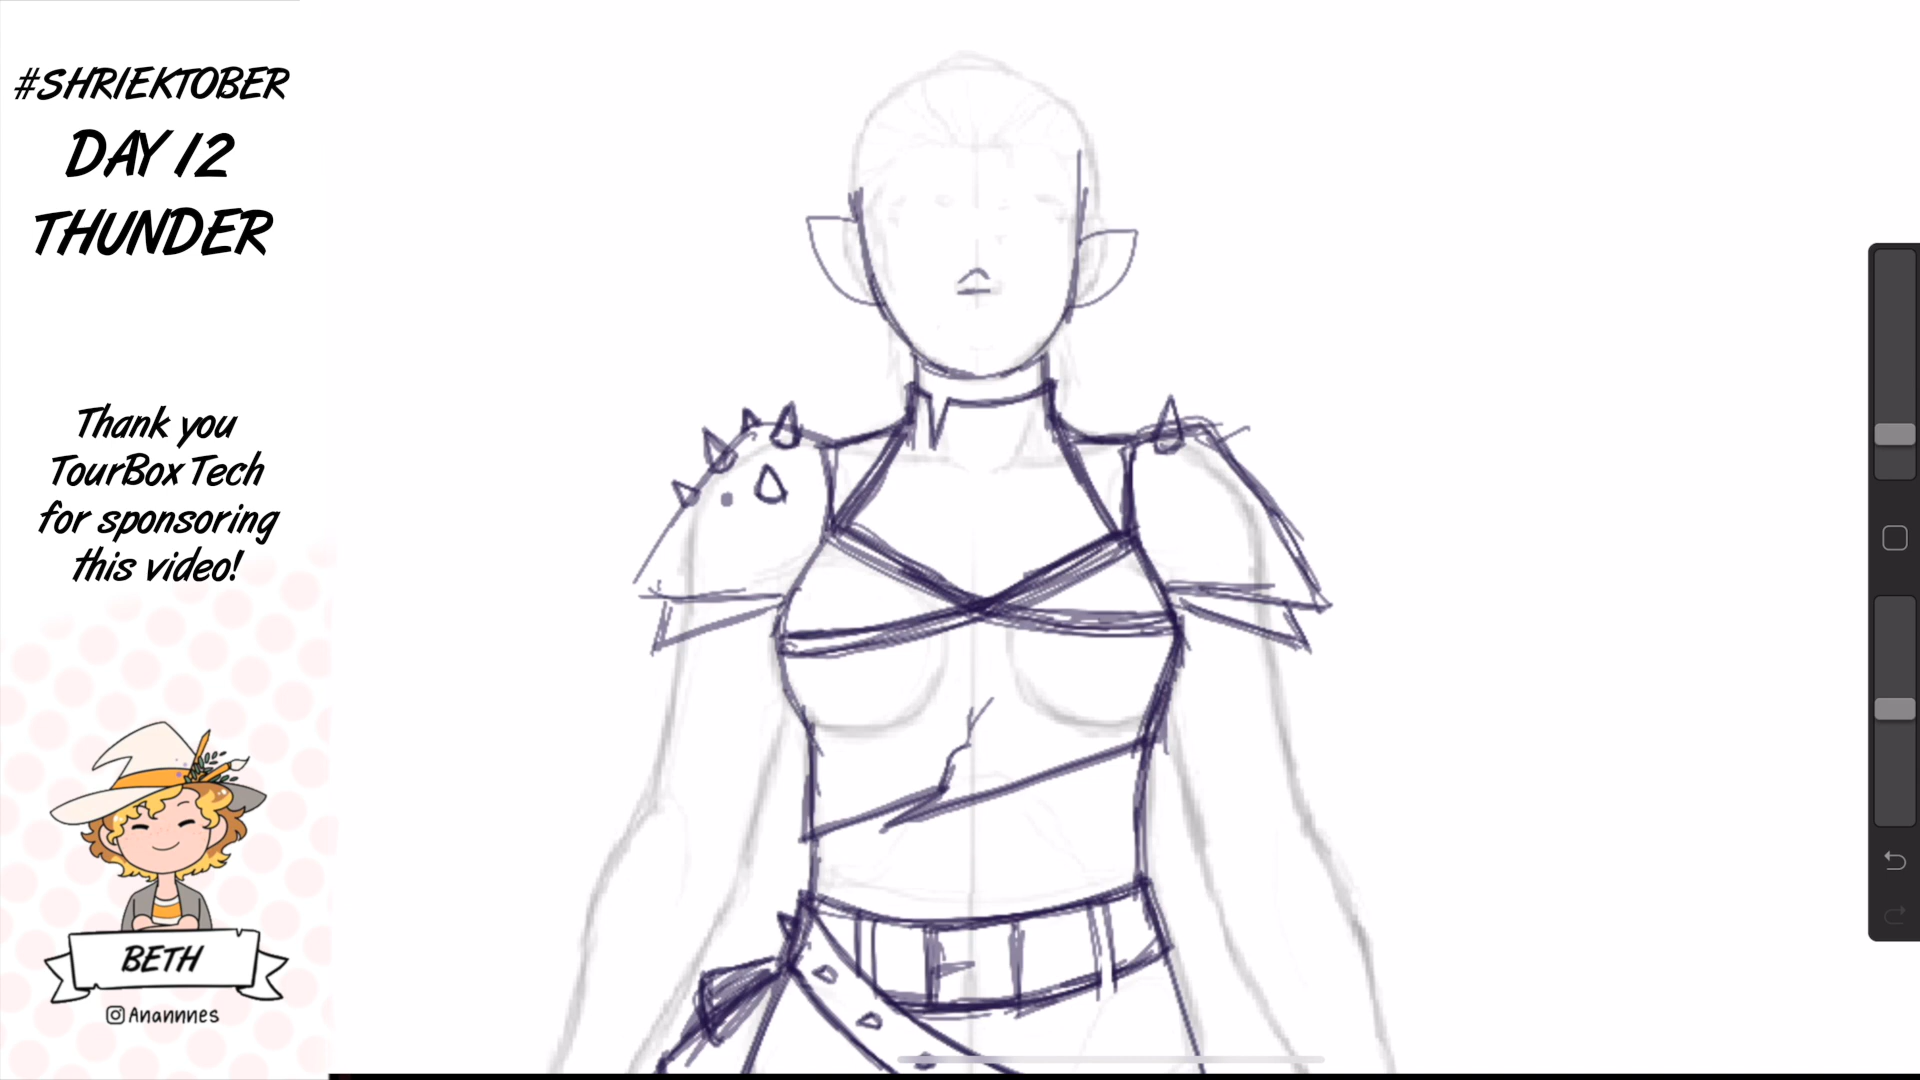 #SHRIEKTOBER
DAY 12
THUNDER
Thank you
TourBox Tech
for sponsoring
this video!
BETH
Anannnes